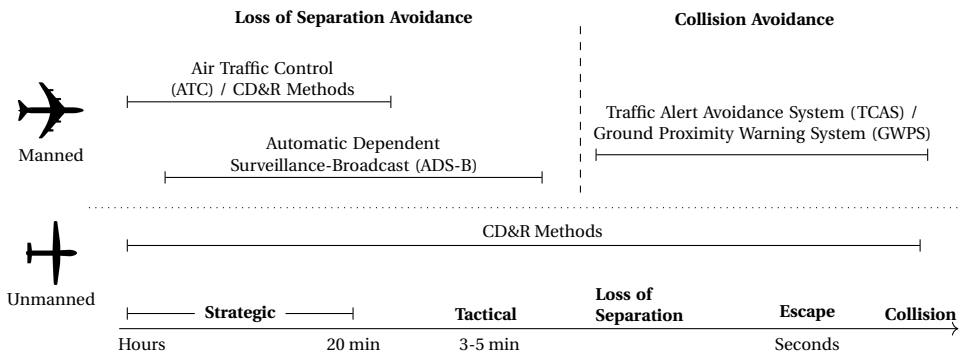 Loss of Separation Avoidance
Collision Avoidance
Air Traffic Control
(ATC) / CD&R Methods
Traffic Alert Avoidance System (TCAS) /
Ground Proximity Warning System (GWPS)
Manned
Automatic Dependent
Surveillance-Broadcast (ADS-B)
CD&R Methods
Unmanned
Strategic
Tactical
Loss of
Separation
Escape
Collision
Hours
20 min
3-5 min
Seconds